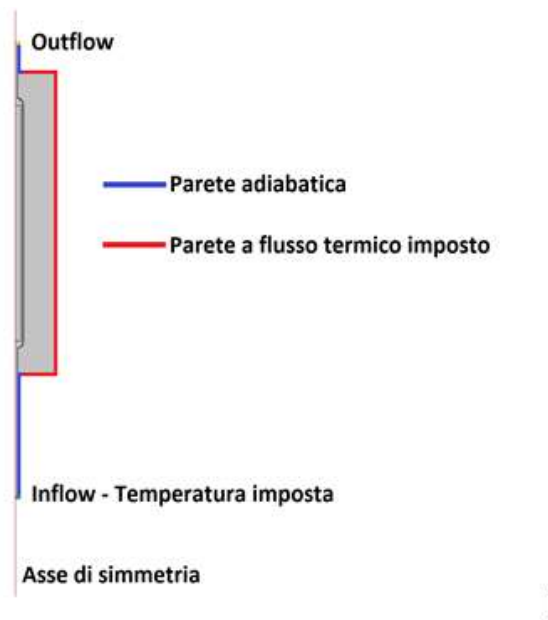 Outflow
Parete adiabatica
Parete a flusso termico imposto
Inflow - Temperatura imposta
Asse di simmetria